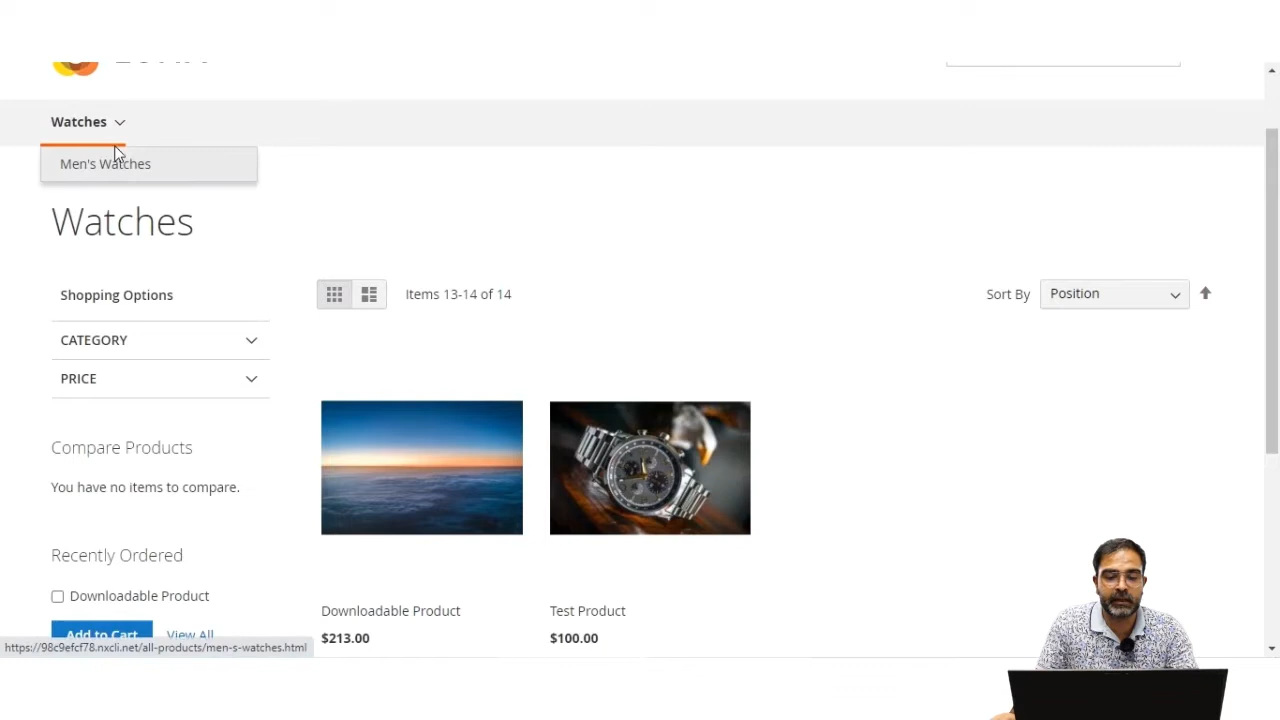 Watches
Men's Watches
Watches
Shopping Options
Items 13-14 of 14
Sort By
Position
CATEGORY
PRICE
Compare Products
You have no items to compare.
Recently Ordered
Downloadable Product
Add to Cart
View All
Downloadable Product
Test Product
$213.00
$100.00
https://98c9efcf78.nxcli.net/all-products/men-s-watches.html